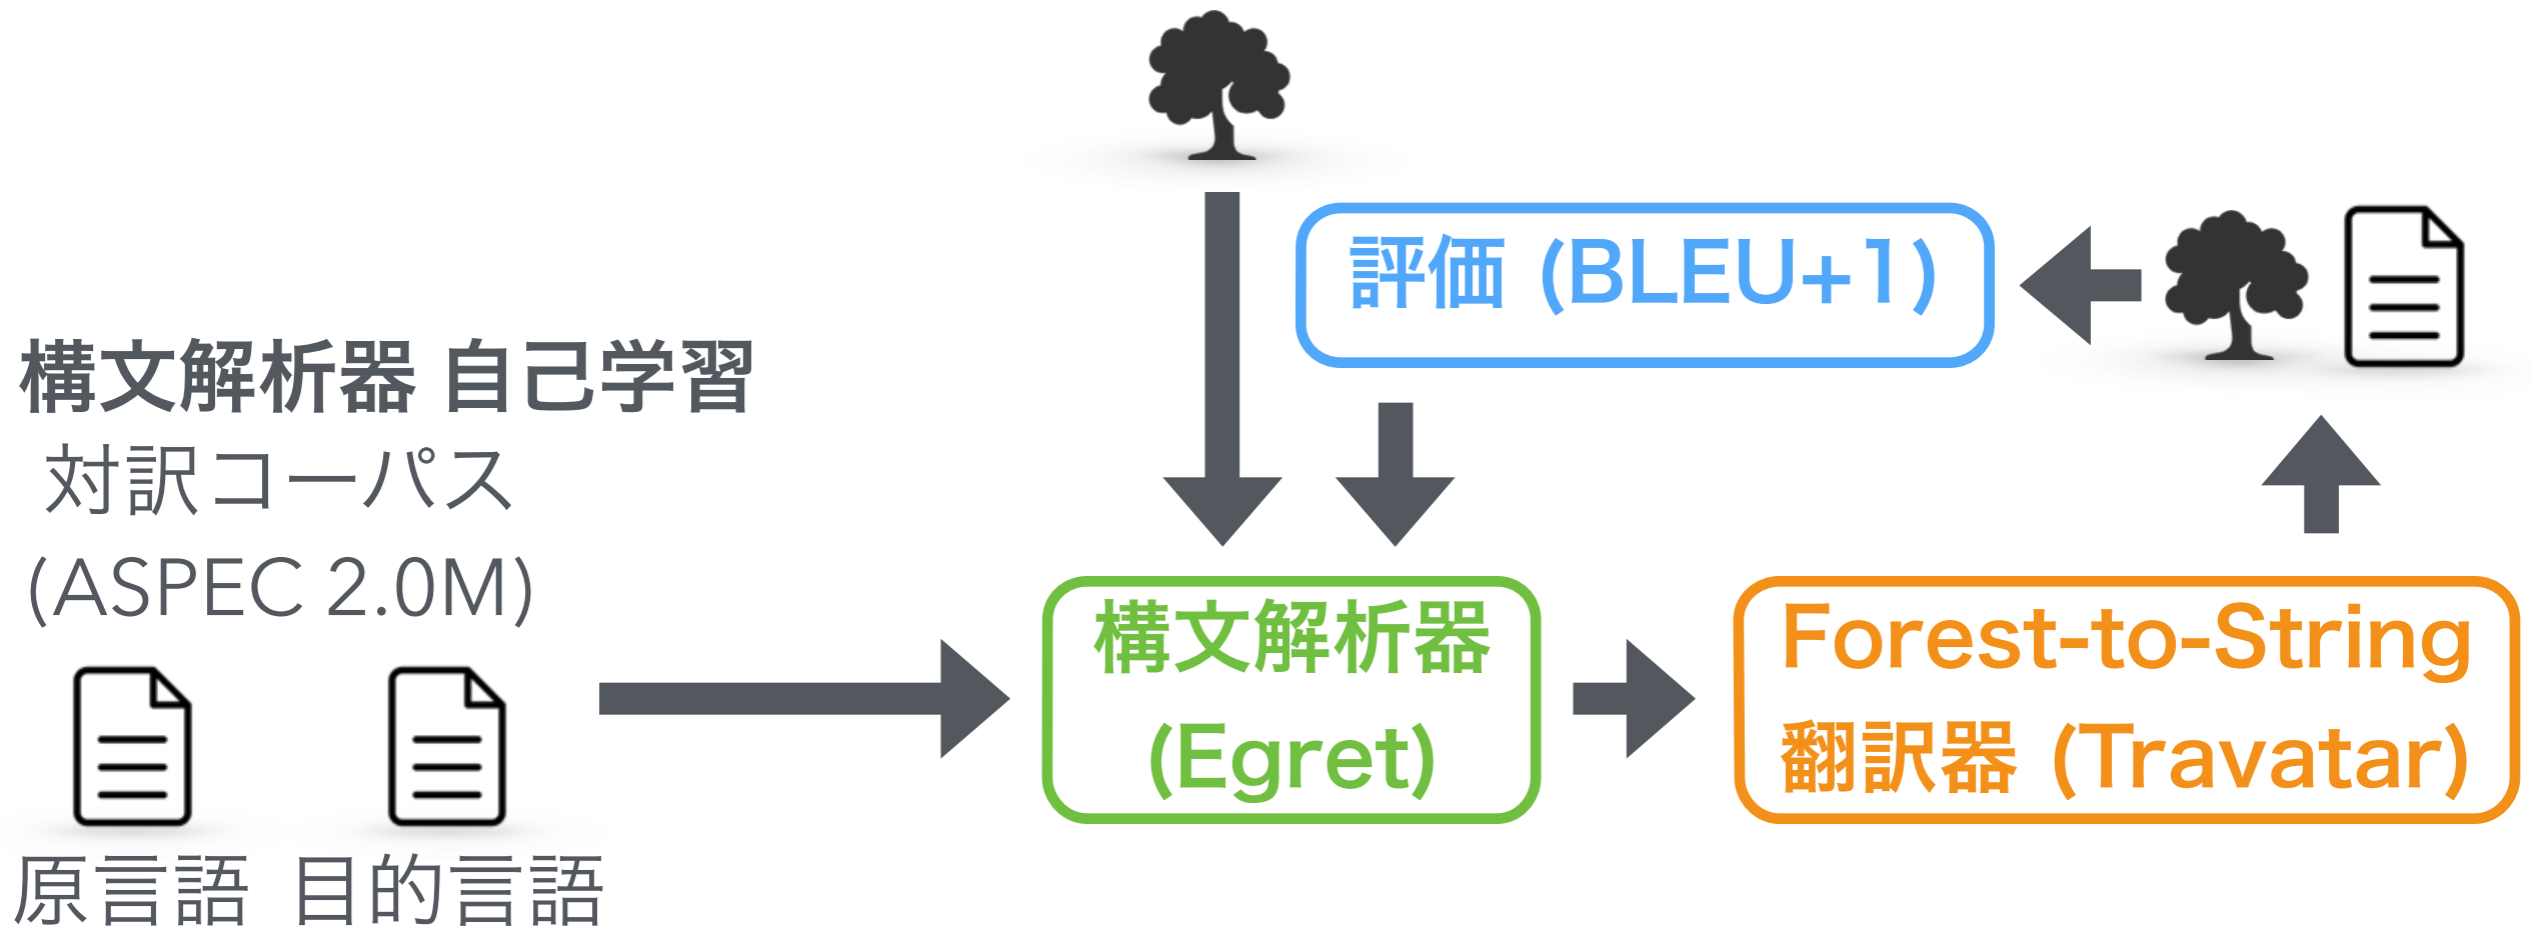 評価 (BLEU+1)
構文解析器 自己学習
対訳コーパス
(ASPEC 2.0M)
原言語 目的言語
構文解析器
(Egret)
Forest-to-String
翻訳器 (Travatar)